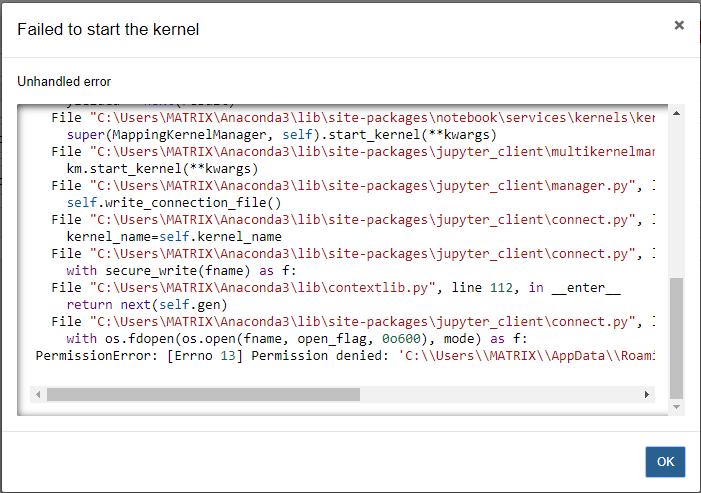 Failed to start the kernel
×
Unhandled error
File "C:\Users\MATRIX\Anaconda3\lib\site-packages\notebook\services\kernels\ker
super(MappingKernelManager, self).start_kernel(**kwargs)
File "C:\Users\MATRIX\Anaconda3\lib\site-packages\jupyter_client\multikernelmar
km.start_kernel(**kwargs)
File "C:\Users\MATRIX\Anaconda3\lib\site-packages\jupyter_client\manager.py",
self.write_connection_file()
File "C:\Users\MATRIX\Anaconda3\lib\site-packages\jupyter_client\connect.py",
kernel_name=self.kernel_name
File "C:\Users\MATRIX\Anaconda3\lib\site-packages\jupyter_client\connect.py",
with secure_write(fname) as f:
File "C:\Users\MATRIX\Anaconda3\lib\contextlib.py", line 112, in __enter__
return next(self.gen)
File "C:\Users\MATRIX\Anaconda3\lib\site-packages\jupyter_client\connect.py",
with os.fdopen(os.open(fname, open_flag, 0o600), mode) as f:
PermissionError: [Errno 13] Permission denied: 'C:\\Users\\MATRIX\\AppData\\Roami
OK